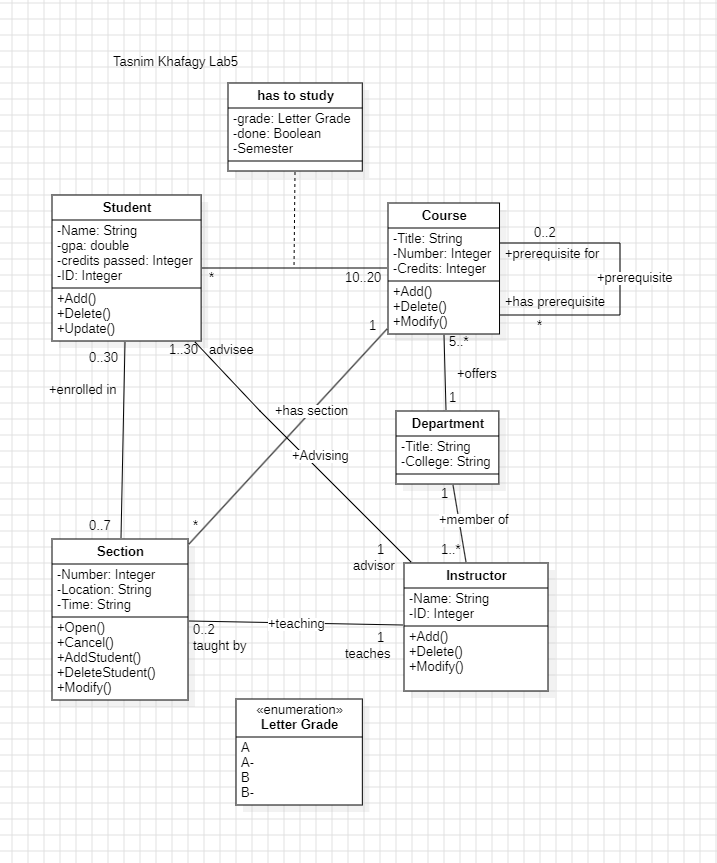 Tasnim Khafagy Lab5
has to study
-grade: Letter Grade
-done: Boolean
-Semester
Student
-Name: String
-gpa: double
-credits passed: Integer
-ID: Integer
+Add()
+Delete()
+Update()
Course
-Title: String
-Number: Integer
-Credits: Integer
+Add()
+Delete()
+Modify()
0..2
+prerequisite for
+prerequisite
+has prerequisite
*
*
10..20
1
5..*
+offers
1
0..30
1..30
advisee
+enrolled in
+has section
+Advising
Department
-Title: String
-College: String
1
+member of
1..*
0..7
*
1
advisor
Section
-Number: Integer
-Location: String
-Time: String
+Open()
+Cancel()
+AddStudent()
+DeleteStudent()
+Modify()
0..2
taught by
+teaching
1
teaches
Instructor
-Name: String
-ID: Integer
+Add()
+Delete()
+Modify()
«enumeration»
Letter Grade
A
A-
B
B-